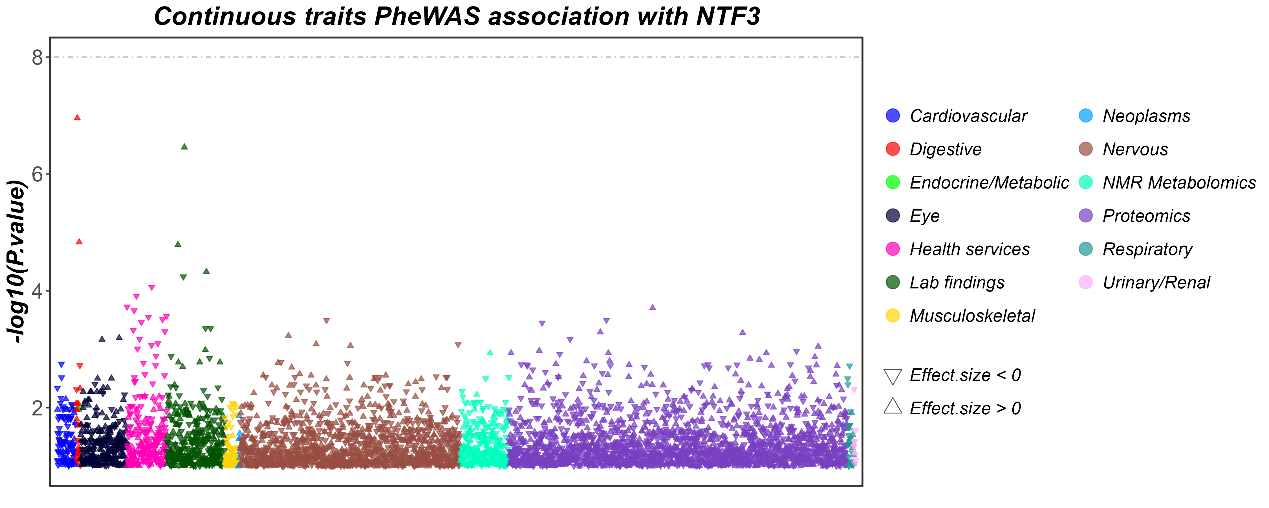 Continuous traits PheWAS association with NTF3
-log10(P.value)
8
6
4
2
Cardiovascular
Digestive
Endocrine/Metabolic
Eye
Health services
Lab findings
Musculoskeletal
Neoplasms
Nervous
NMR Metabolomics
Proteomics
Respiratory
Urinary/Renal
Effect.size < 0
Effect.size > 0